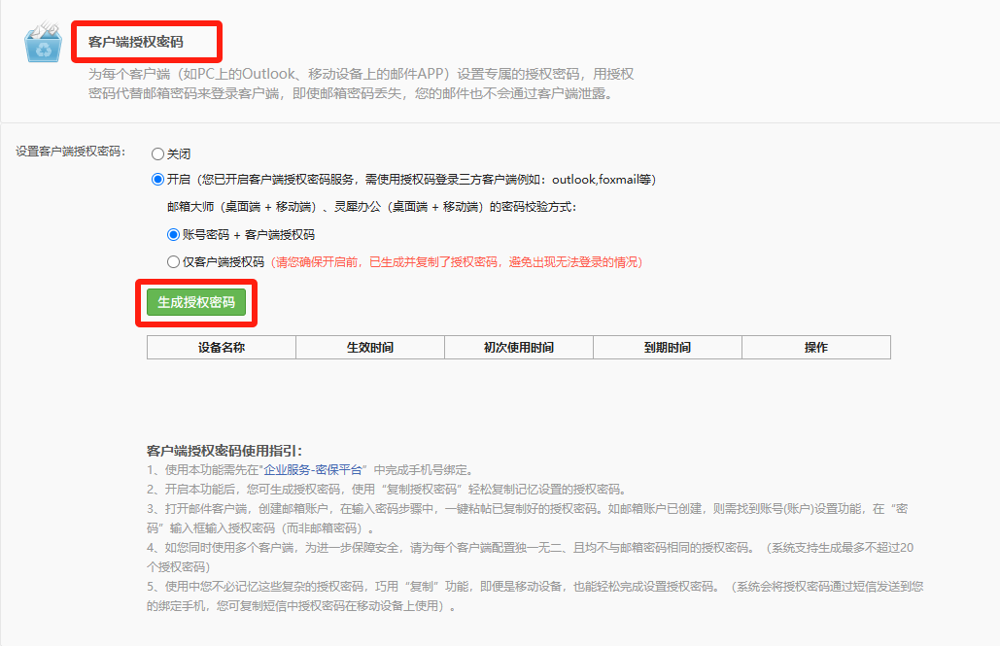 客户端授权密码
为每个客户端（如PC上的Outlook、移动设备上的邮件APP）设置专属的授权密码，用授权
密码代替邮箱密码来登录客户端，即使邮箱密码丢失，您的邮件也不会通过客户端泄露。
设置客户端授权密码：
关闭
开启（您已开启客户端授权密码服务，需使用授权码登录三方客户端例如：outlook,foxmail等）
邮箱大师（桌面端 + 移动端）、灵犀办公（桌面端 + 移动端）的密码校验方式：
账号密码 + 客户端授权码
仅客户端授权码（请您确保开启前，已生成并复制了授权密码，避免出现无法登录的情况）
生成授权密码
设备名称 生效时间 初次使用时间 到期时间 操作
客户端授权密码使用指引：
1、使用本功能需先在"企业服务-密保平台"中完成手机号绑定。
2、开启本功能后，您可生成授权密码，使用“复制授权密码”轻松复制记忆设置的授权密码。
3、打开邮件客户端，创建邮箱账户，在输入密码步骤中，一键粘帖已复制好的授权密码。如邮箱账户已创建，则需找到账号(账户)设置功能，在“密
码”输入框输入授权密码（而非邮箱密码）。
4、如您同时使用多个客户端，为进一步保障安全，请为每个客户端配置独一无二、且均不与邮箱密码相同的授权密码。（系统支持生成最多不超过20
个授权密码）
5、使用中您不必记忆这些复杂的授权密码，巧用“复制”功能，即便是移动设备，也能轻松完成设置授权密码。（系统会将授权密码通过短信发送到您
的绑定手机，您可复制短信中授权密码在移动设备上使用）。